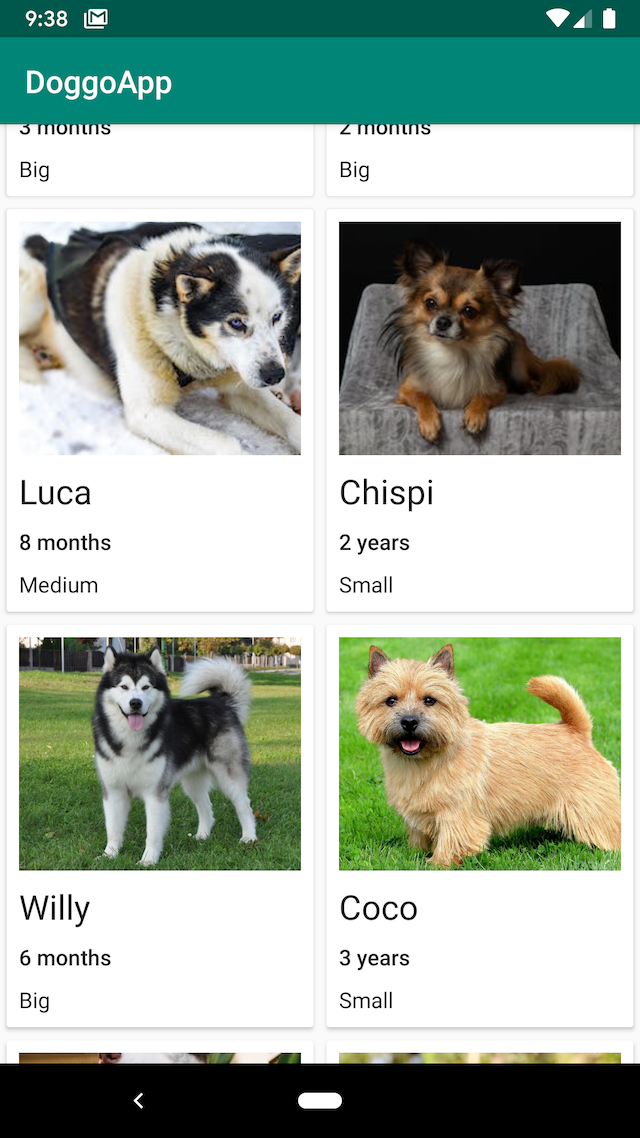 9:38
DoggoApp
3 months
2 months
Big
Big
Luca
Chispi
8 months
2 years
Medium
Small
Willy
Coco
6 months
3 years
Big
Small